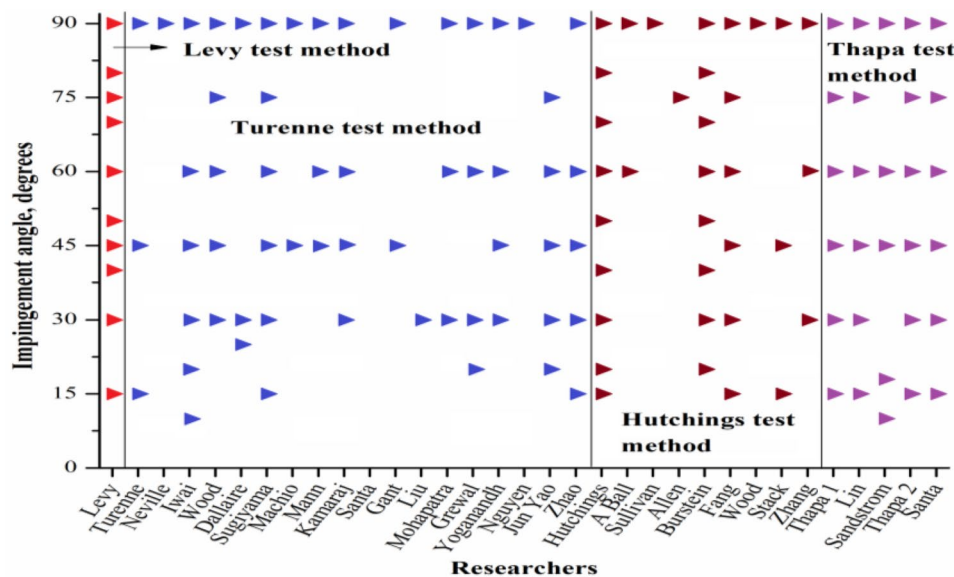 90
75
60
45
30
15
0
Impingement angle, degrees
Levy test method
Turenne test method
Hutchings test
method
Thapa test
method
Levy
Turenne
Neville
Iwai
Wood
Dallaire
Sugiyama
Machio
Mann
Kamaraj
Santa
Gant
Liu
Mohapatra
Grewal
Yoganandh
Nguyen
Jun Yao
Zhao
Hutchings
A Ball
Sullivan
Allen
Burstein
Fang
Wood
Stack
Zhang
Thapa 1
Lin
Sandstrom
Thapa 2
Santa
Researchers